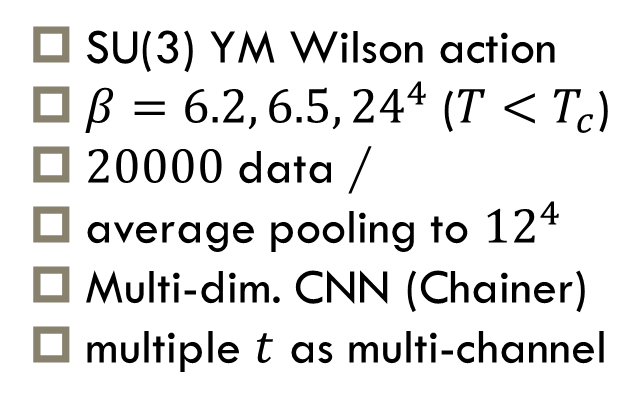 SU(3) YM Wilson action
β = 6.2, 6.5, 24⁴ (T < T_c)
20000 data /
average pooling to 12⁴
Multi-dim. CNN (Chainer)
multiple t as multi-channel